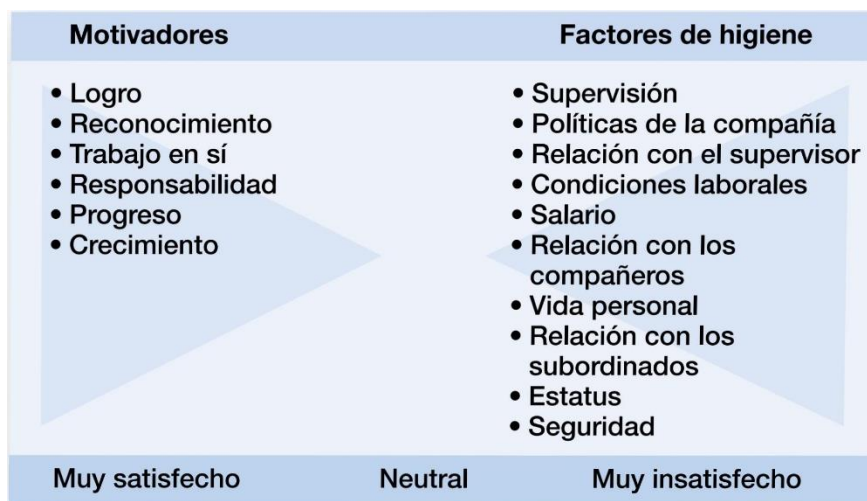 Motivadores
Factores de higiene
• Logro
• Reconocimiento
• Trabajo en sí
• Responsabilidad
• Progreso
• Crecimiento
• Supervisión
• Políticas de la compañía
• Relación con el supervisor
• Condiciones laborales
• Salario
• Relación con los
compañeros
• Vida personal
• Relación con los
subordinados
• Estatus
• Seguridad
Muy satisfecho
Neutral
Muy insatisfecho